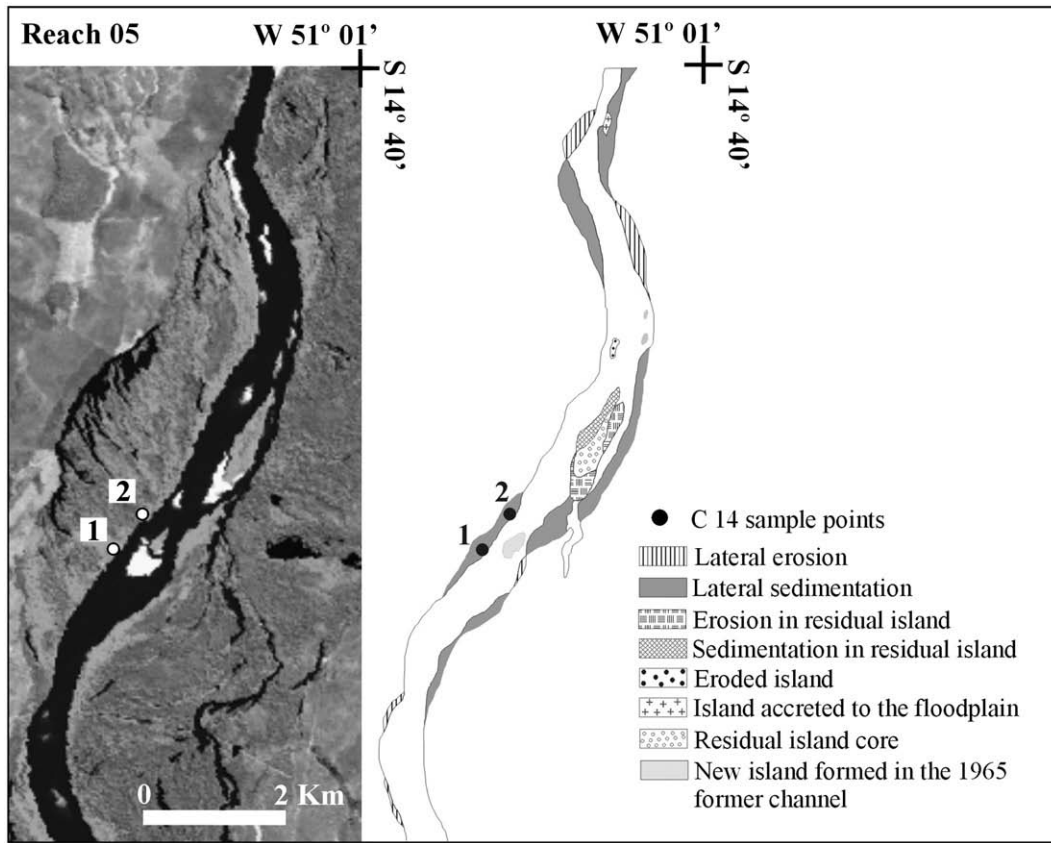 Reach 05
W 51º 01’
W 51º 01’
S 14º 40’
S 14º 40’
2
1
2
1
0 2 Km
C 14 sample points
Lateral erosion
Lateral sedimentation
Erosion in residual island
Sedimentation in residual island
Eroded island
Island accreted to the floodplain
Residual island core
New island formed in the 1965
former channel